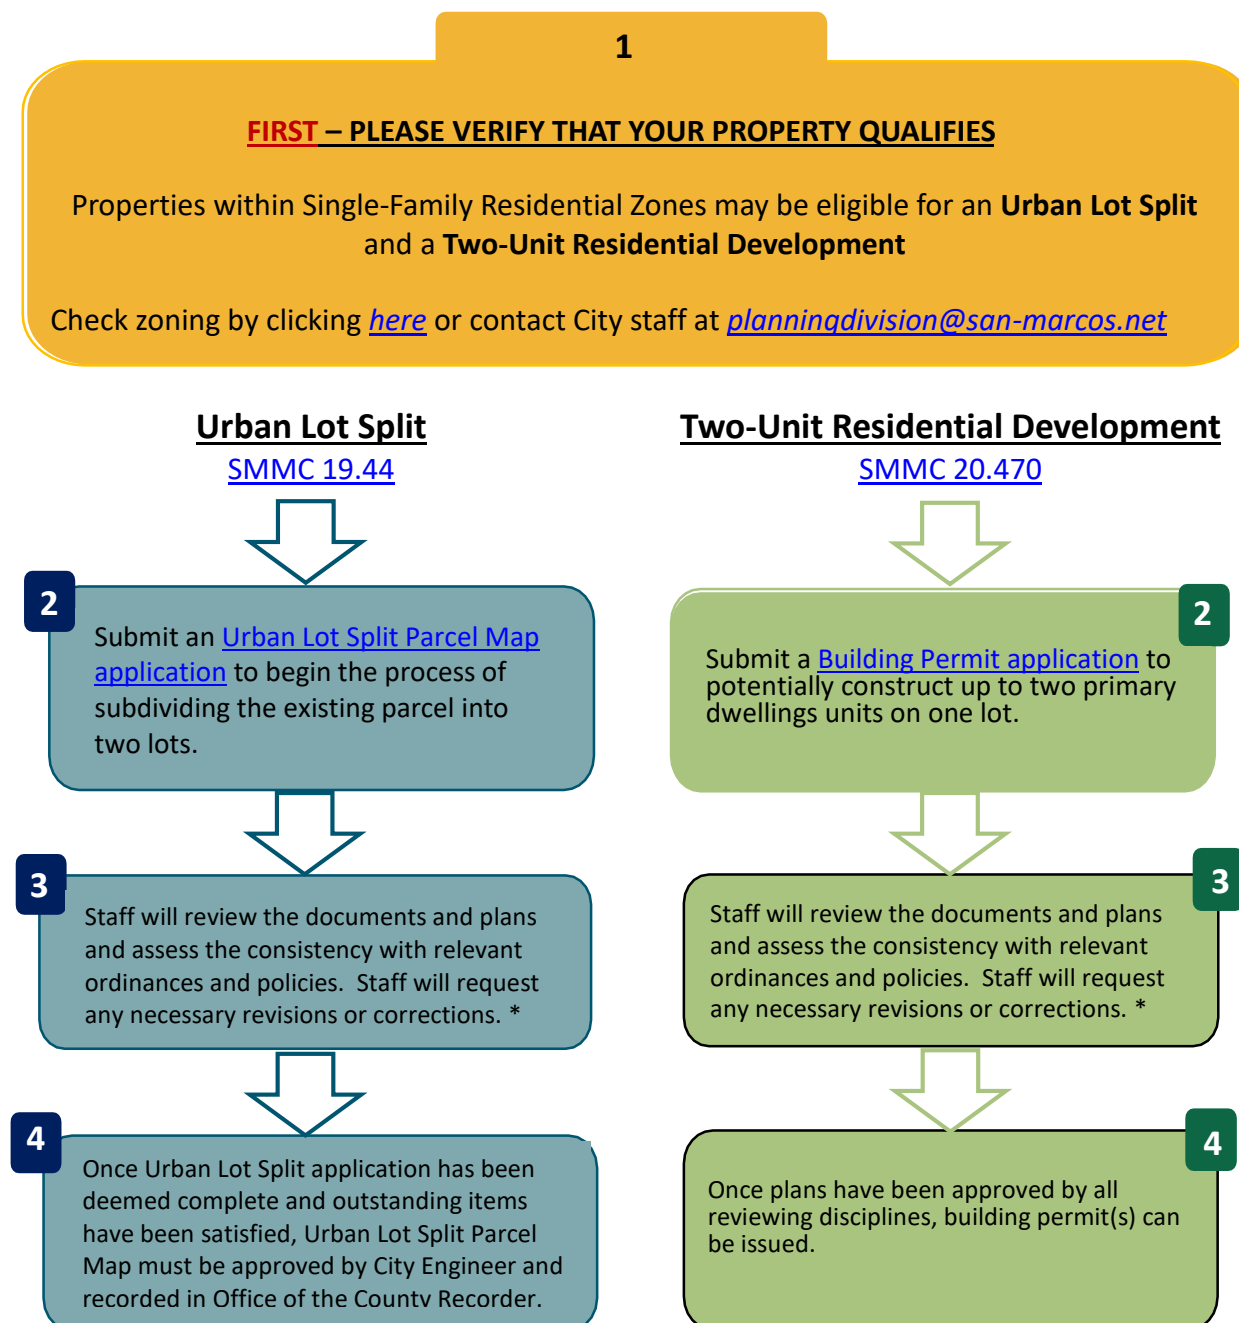 1
FIRST – PLEASE VERIFY THAT YOUR PROPERTY QUALIFIES
Properties within Single-Family Residential Zones may be eligible for an Urban Lot Split
and a Two-Unit Residential Development
Check zoning by clicking here or contact City staff at planningdivision@san-marcos.net
Urban Lot Split
SMMC 19.44
2
Submit an Urban Lot Split Parcel Map
application to begin the process of
subdividing the existing parcel into
two lots.
3
Staff will review the documents and plans
and assess the consistency with relevant
ordinances and policies.  Staff will request
any necessary revisions or corrections. *
4
Once Urban Lot Split application has been
deemed complete and outstanding items
have been satisfied, Urban Lot Split Parcel
Map must be approved by City Engineer and
recorded in Office of the County Recorder.
Two-Unit Residential Development
SMMC 20.470
2
Submit a Building Permit application to
potentially construct up to two primary
dwellings units on one lot.
3
Staff will review the documents and plans
and assess the consistency with relevant
ordinances and policies.  Staff will request
any necessary revisions or corrections. *
4
Once plans have been approved by all
reviewing disciplines, building permit(s) can
be issued.